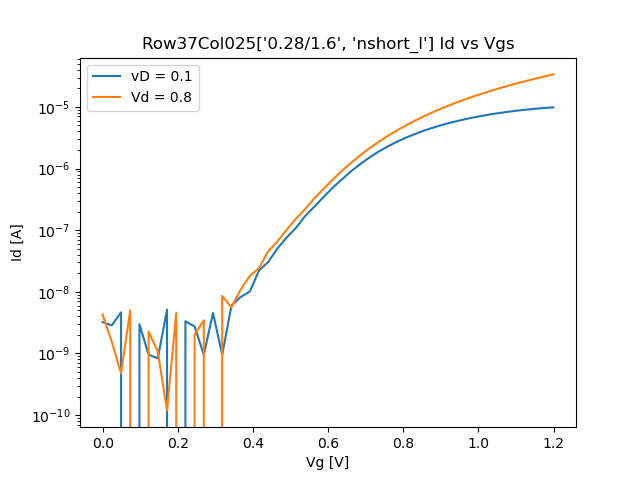 Row37Col025['0.28/1.6', 'nshort_l'] Id vs Vgs
vD = 0.1
Vd = 0.8
Id [A]
10⁻⁵
10⁻⁶
10⁻⁷
10⁻⁸
10⁻⁹
10⁻¹⁰
0.0 0.2 0.4 0.6 0.8 1.0 1.2
Vg [V]